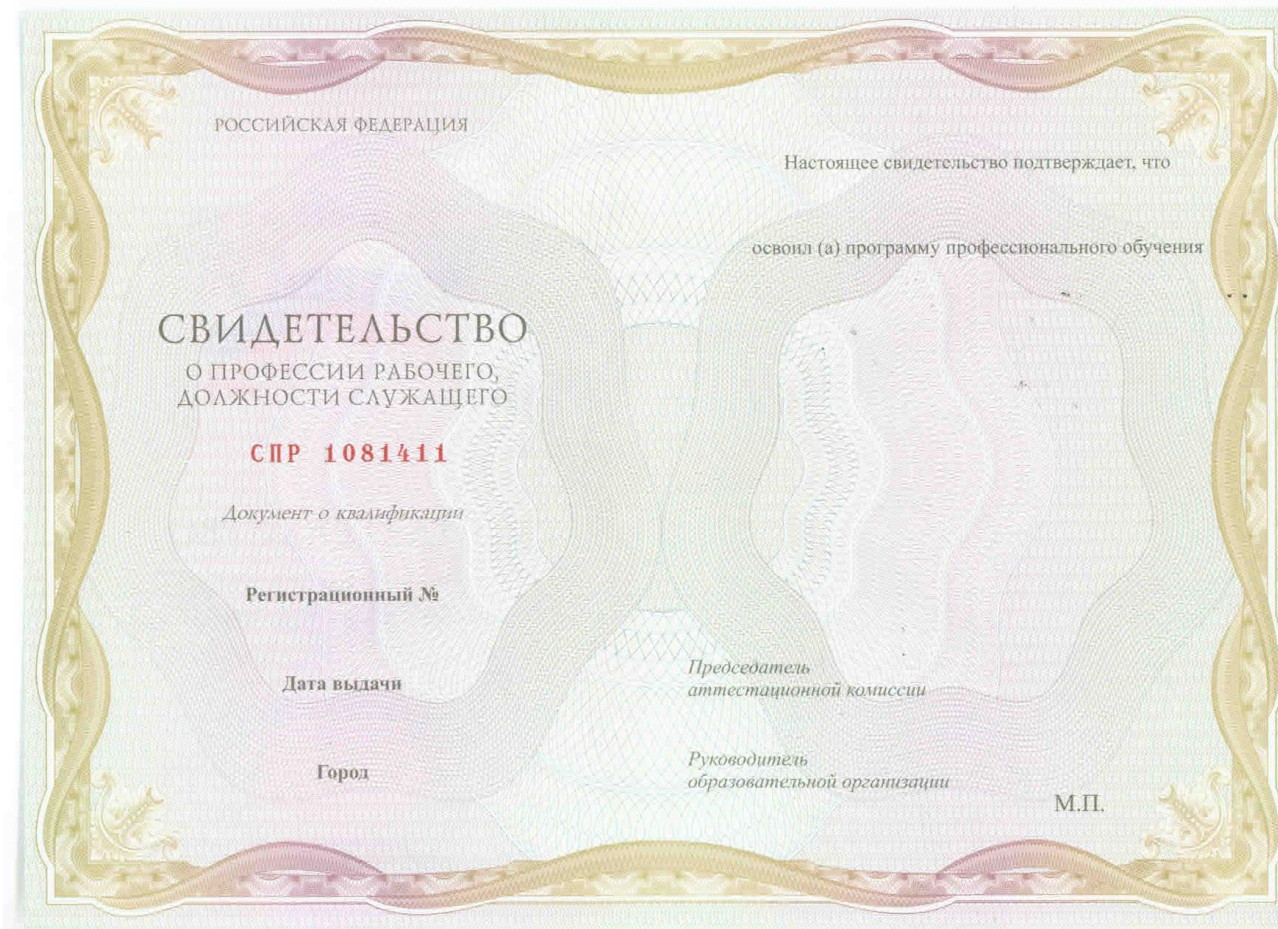 РОССИЙСКАЯ ФЕДЕРАЦИЯ
СВИДЕТЕЛЬСТВО
О ПРОФЕССИИ РАБОЧЕГО,
ДОЛЖНОСТИ СЛУЖАЩЕГО
СПР 1081411
Документ о квалификации
Регистрационный №
Дата выдачи
Город
Настоящее свидетельство подтверждает, что
освоил (а) программу профессионального обучения
Председатель
аттестационной комиссии
Руководитель
образовательной организации
М.П.